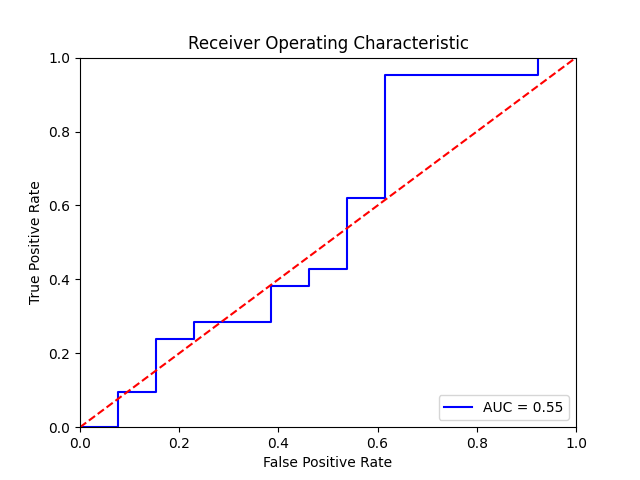 Receiver Operating Characteristic
True Positive Rate
1.0
0.8
0.6
0.4
0.2
0.0
AUC = 0.55
0.0 0.2 0.4 0.6 0.8 1.0
False Positive Rate